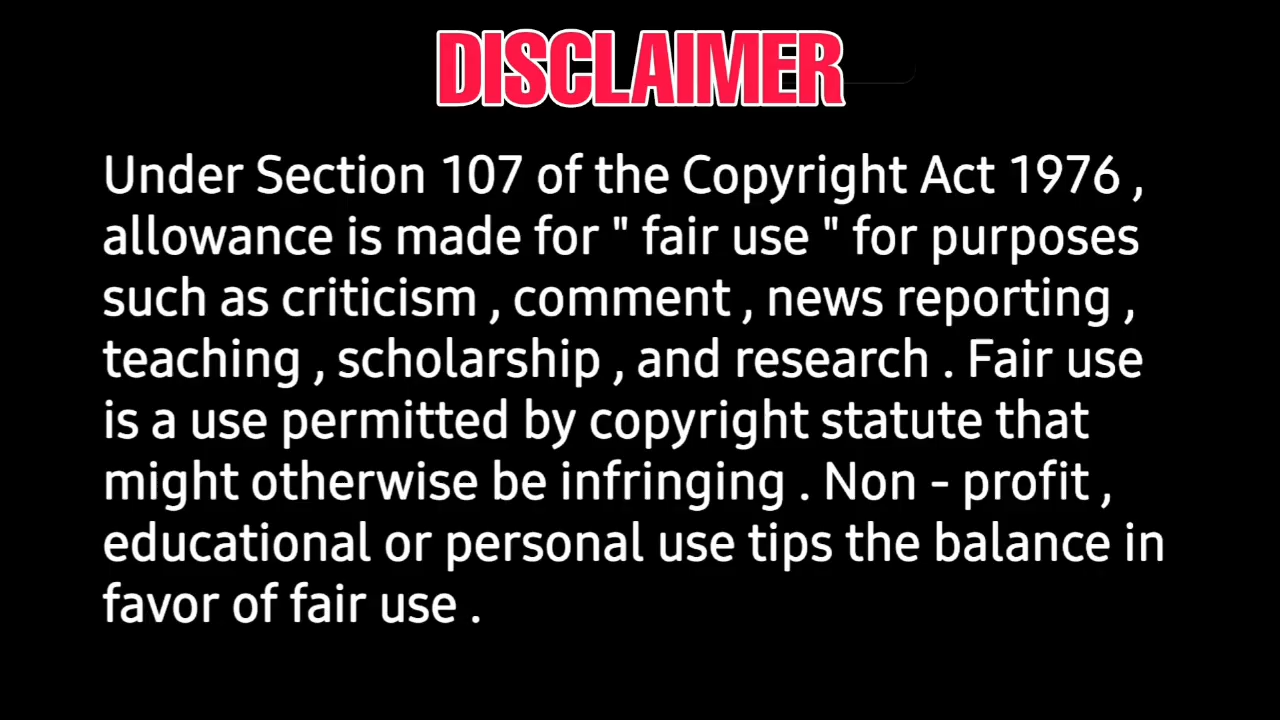 DISCLAIMER
Under Section 107 of the Copyright Act 1976 ,
allowance is made for " fair use " for purposes
such as criticism , comment , news reporting ,
teaching , scholarship , and research . Fair use
is a use permitted by copyright statute that
might otherwise be infringing . Non - profit ,
educational or personal use tips the balance in
favor of fair use .